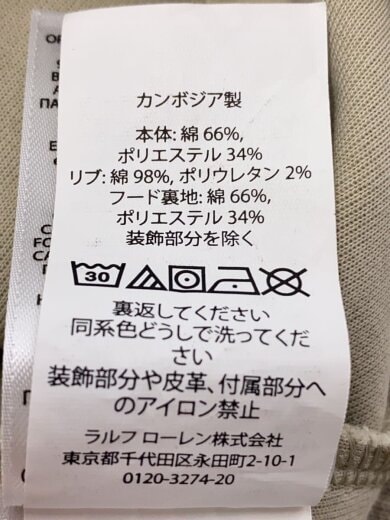 カンボジア製
本体: 綿 66%,
ポリエステル 34%
リブ: 綿 98%, ポリウレタン 2%
フード裏地: 綿 66%,
ポリエステル 34%
装飾部分を除く
30
裏返してください
同系色どうしで洗ってくだ
さい
装飾部分や皮革、付属部分へ
のアイロン禁止
ラルフ ローレン株式会社
東京都千代田区永田町2-10-1
0120-3274-20